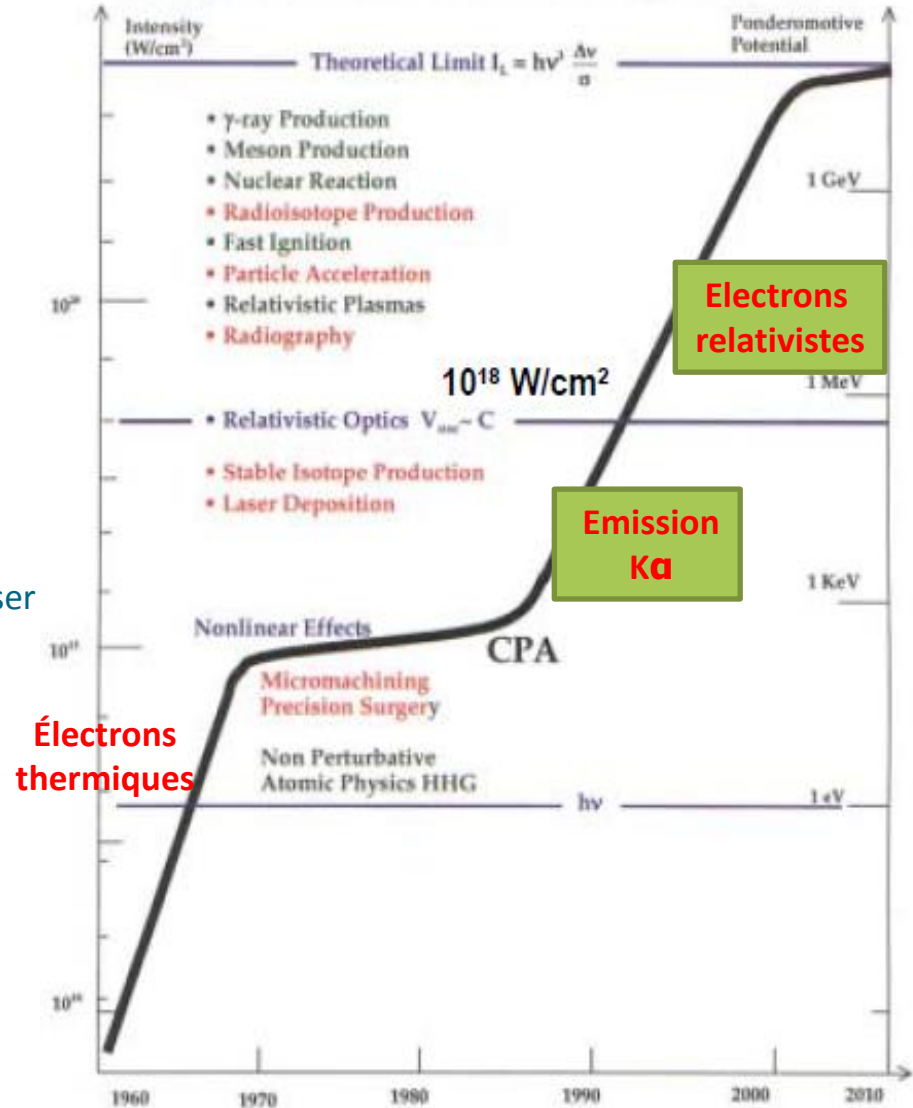 Intensity
(W/cm²)
Ponderomotive
Potential
Theoretical Limit I_L = hν³ Δν/σ
• γ-ray Production
• Meson Production
• Nuclear Reaction
• Radioisotope Production
• Fast Ignition
• Particle Acceleration
• Relativistic Plasmas
• Radiography
1 GeV
Electrons
relativistes
10¹⁸ W/cm²
1 MeV
• Relativistic Optics
~ C
• Stable Isotope Production
• Laser Deposition
Emission
Kα
ser
1 KeV
Nonlinear Effects
CPA
Micromachining
Precision Surgery
Électrons
thermiques
Non Perturbative
Atomic Physics HHG
hν
1 eV
1960
1970
1980
1990
2000
2010